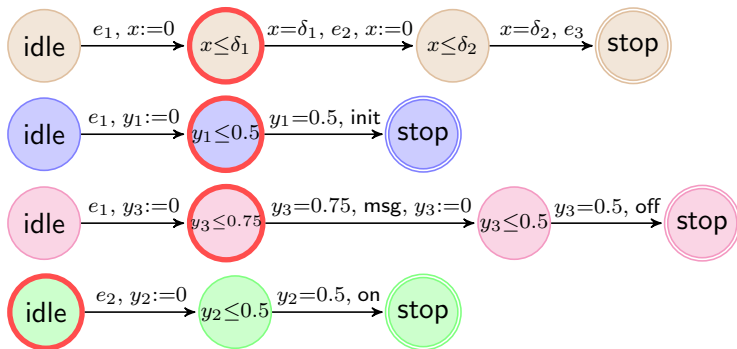 idle e₁, x:=0 x≤δ₁ x=δ₁, e₂, x:=0 x≤δ₂ x=δ₂, e₃ stop
idle e₁, y₁:=0 y₁≤0.5 y₁=0.5, init stop
idle e₁, y₃:=0 y₃≤0.75 y₃=0.75, msg, y₃:=0 y₃≤0.5 y₃=0.5, off stop
idle e₂, y₂:=0 y₂≤0.5 y₂=0.5, on stop